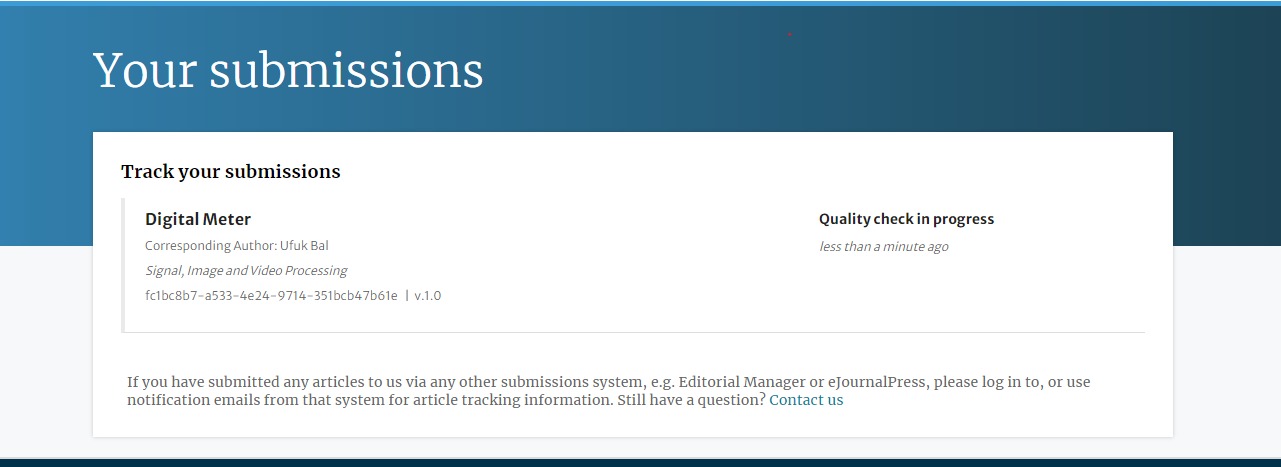 Your submissions
Track your submissions
Digital Meter
Corresponding Author: Ufuk Bal
Signal, Image and Video Processing
fc1bc8b7-a533-4e24-9714-351bcb47b61e | v.1.0
Quality check in progress
less than a minute ago
If you have submitted any articles to us via any other submissions system, e.g. Editorial Manager or eJournalPress, please log in to, or use
notification emails from that system for article tracking information. Still have a question? Contact us